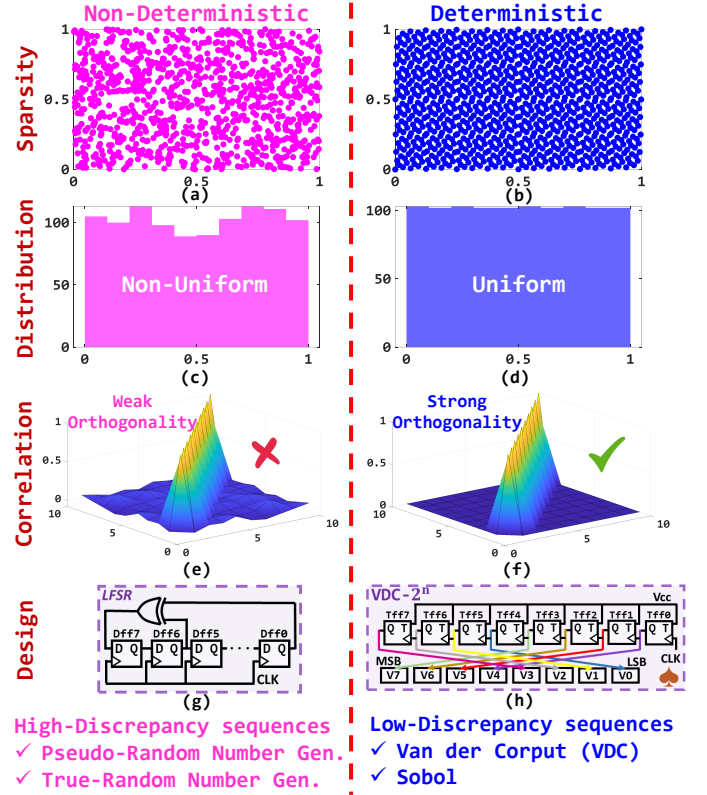 Non-Deterministic
Deterministic
Sparsity
1
0.5
0
0
0.5
1
(a)
1
0.5
0
0
0.5
1
(b)
Distribution
100
50
0
Non-Uniform
0
0.5
1
(c)
100
50
0
Uniform
0
0.5
1
(d)
Correlation
Weak
Orthogonality
1
0.5
0
10
5
0
0
5
10
(e)
Strong
Orthogonality
1
0.5
0
10
5
0
0
5
10
(f)
Design
LFSR
Dff7 Dff6 Dff5 Dff0
D Q D Q D Q D Q
CLK
(g)
VDC-2ⁿ
Vcc
Tff7 Tff6 Tff5 Tff4 Tff3 Tff2 Tff1 Tff0
Q T Q T Q T Q T Q T Q T Q T Q T
MSB LSB CLK
V7 V6 V5 V4 V3 V2 V1 V0
(h)
High-Discrepancy sequences
✓ Pseudo-Random Number Gen.
✓ True-Random Number Gen.
Low-Discrepancy sequences
✓ Van der Corput (VDC)
✓ Sobol